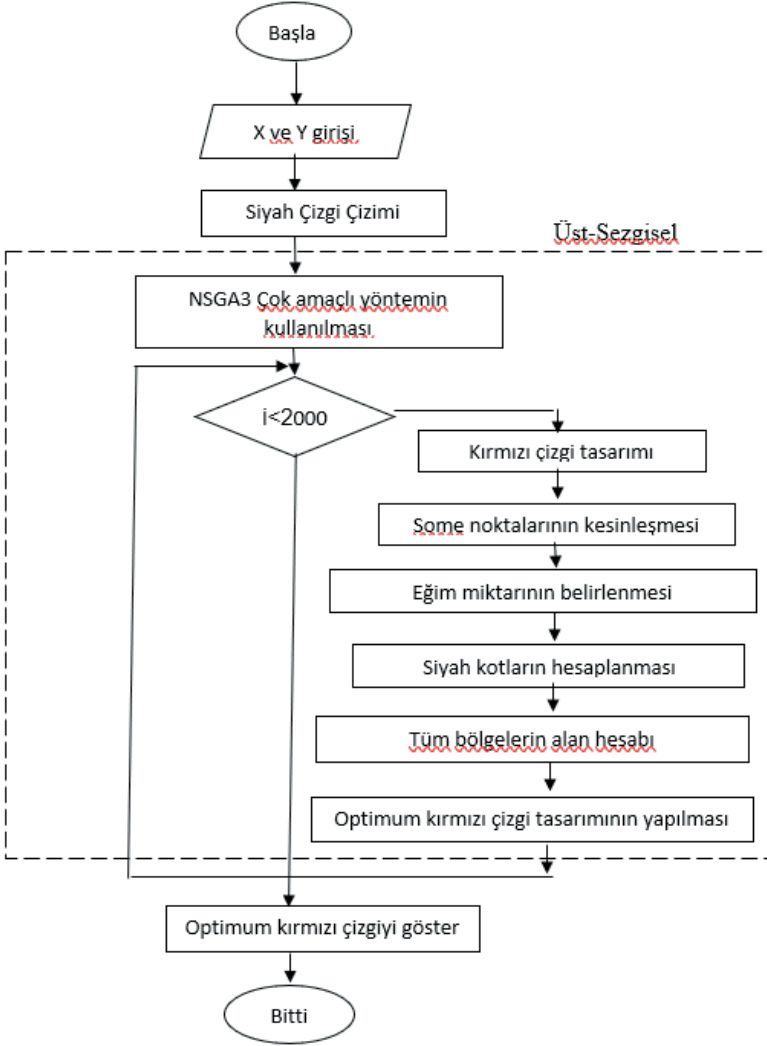 Başla
X ve Y girişi
Siyah Çizgi Çizimi
Üst-Sezgisel
NSGA3 Çok amaçlı yöntemin
kullanılması
i<2000
Kırmızı çizgi tasarımı
Some noktalarının kesinleşmesi
Eğim miktarının belirlenmesi
Siyah kotların hesaplanması
Tüm bölgelerin alan hesabı
Optimum kırmızı çizgi tasarımının yapılması
Optimum kırmızı çizgiyi göster
Bitti